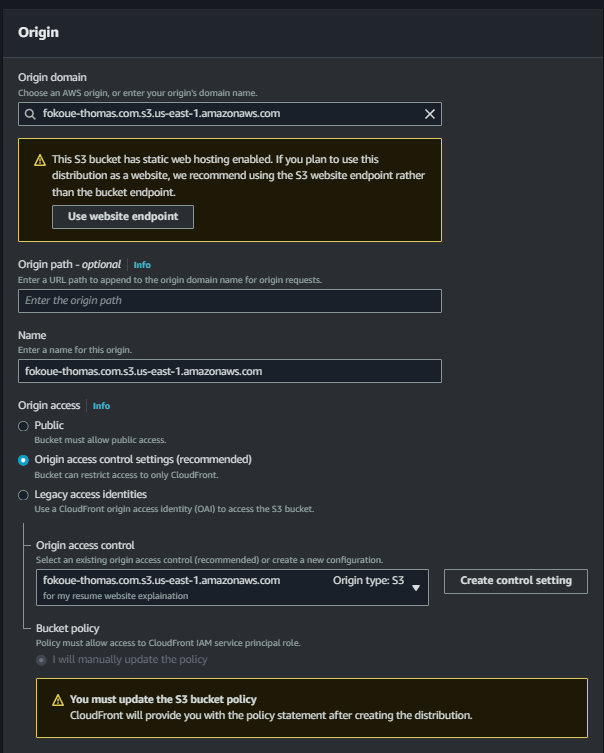 Origin
Origin domain
Choose an AWS origin, or enter your origin's domain name.
fokoue-thomas.com.s3.us-east-1.amazonaws.com
This S3 bucket has static web hosting enabled. If you plan to use this
distribution as a website, we recommend using the S3 website endpoint rather
than the bucket endpoint.
Use website endpoint
Origin path - optional Info
Enter a URL path to append to the origin domain name for origin requests.
Enter the origin path
Name
Enter a name for this origin.
fokoue-thomas.com.s3.us-east-1.amazonaws.com
Origin access Info
Public
Bucket must allow public access.
Origin access control settings (recommended)
Bucket can restrict access to only CloudFront.
Legacy access identities
Use a CloudFront origin access identity (OAI) to access the S3 bucket.
Origin access control
Select an existing origin access control (recommended) or create a new configuration.
fokoue-thomas.com.s3.us-east-1.amazonaws.com Origin type: S3
for my resume website explaination
Create control setting
Bucket policy
Policy must allow access to CloudFront IAM service principal role.
I will manually update the policy
You must update the S3 bucket policy
CloudFront will provide you with the policy statement after creating the distribution.